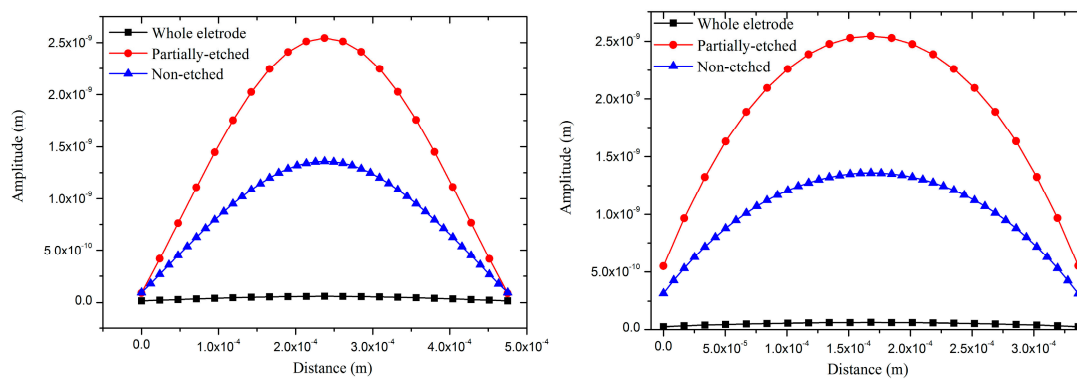 Whole eletrode
Partially-etched
Non-etched
2.5x10⁻⁹
2.0x10⁻⁹
1.5x10⁻⁹
1.0x10⁻⁹
5.0x10⁻¹⁰
0.0
Amplitude (m)
0.0
1.0x10⁻⁴
2.0x10⁻⁴
3.0x10⁻⁴
4.0x10⁻⁴
5.0x10⁻⁴
Distance (m)
Whole eletrode
Partially-etched
Non-etched
2.5x10⁻⁹
2.0x10⁻⁹
1.5x10⁻⁹
1.0x10⁻⁹
5.0x10⁻¹⁰
0.0
Amplitude (m)
0.0
5.0x10⁻⁵
1.0x10⁻⁴
1.5x10⁻⁴
2.0x10⁻⁴
2.5x10⁻⁴
3.0x10⁻⁴
Distance (m)